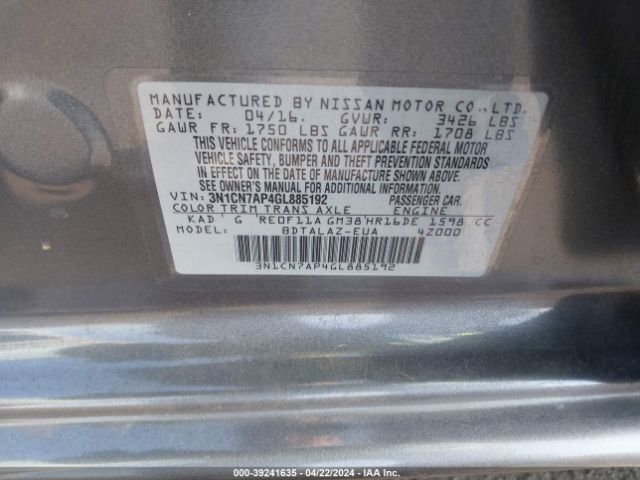 MANUFACTURED BY NISSAN MOTOR CO.,LTD.
DATE: 04/16. GVWR: 3426 LBS
GAWR FR: 1750 LBS GAWR RR: 1708 LBS
THIS VEHICLE CONFORMS TO ALL APPLICABLE FEDERAL MOTOR
VEHICLE SAFETY, BUMPER AND THEFT PREVENTION STANDARDS
IN EFFECT ON THE DATE OF MANUFACTURE SHOWN ABOVE.
SEE OWNER'S MANUAL FOR ADDITIONAL INFORMATION.
VIN: 3N1CN7AP4GL885192 PASSENGER CAR.
COLOR TRIM TRANS AXLE ENGINE
KAD G RE0F11A GM38 HR16DE 1598 CC
MODEL: BDTALAZ-EUA 4Z000
3N1CN7AP4GL885192
000-39241635 - 04/22/2024 - IAA Inc.